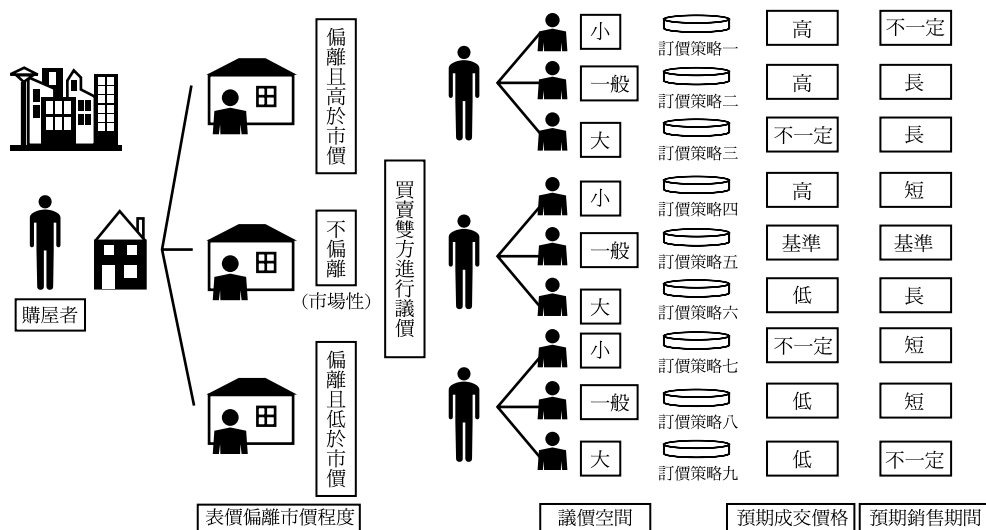 偏離且高於市價
小
訂價策略一
高
不一定
一般
訂價策略二
高
長
大
訂價策略三
不一定
長
買賣雙方進行議價
購屋者
不偏離
(市場性)
小
訂價策略四
高
短
一般
訂價策略五
基準
基準
大
訂價策略六
低
長
偏離且低於市價
小
訂價策略七
不一定
短
一般
訂價策略八
低
短
大
訂價策略九
低
不一定
表價偏離市價程度
議價空間
預期成交價格
預期銷售期間